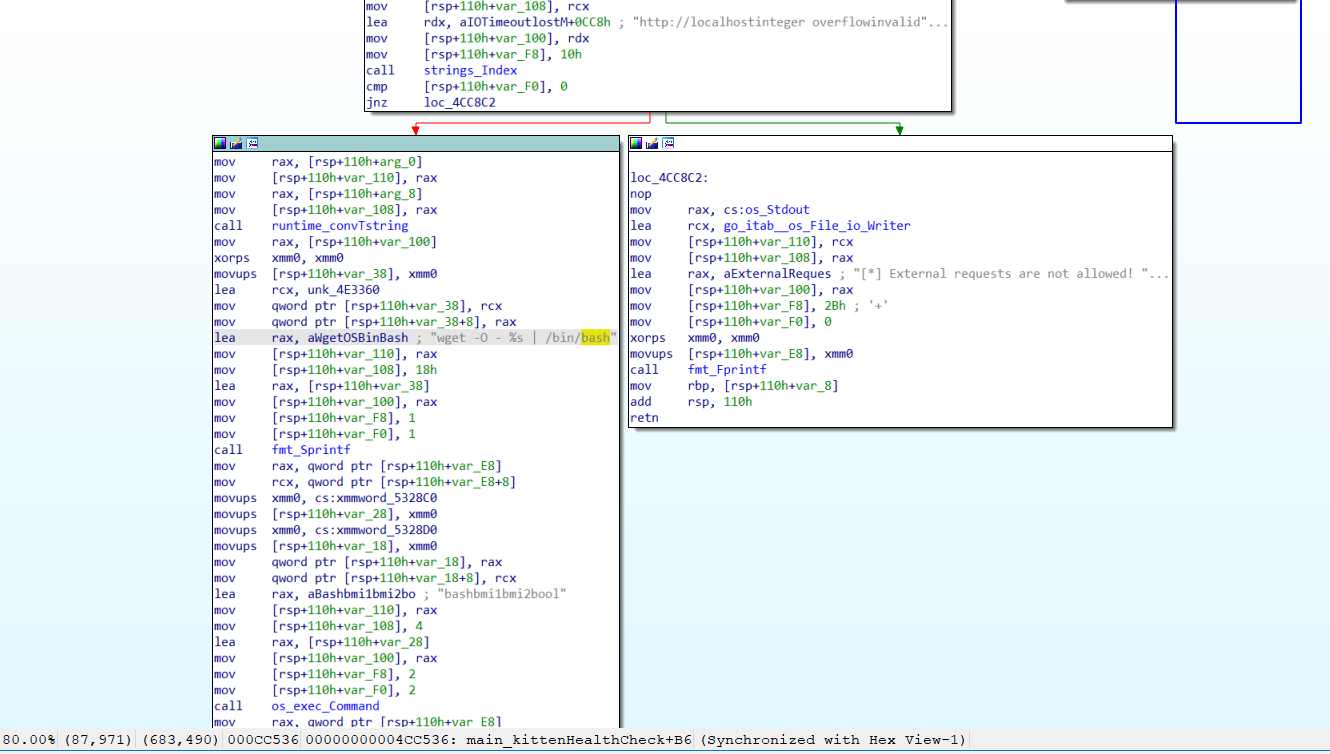 mov     [rsp+110h+var_108], rcx
lea     rdx, aIOTimeoutlostM+0CC8h ; "http://localhostinteger overflowinvalid"...
mov     [rsp+110h+var_100], rdx
mov     [rsp+110h+var_F8], 10h
call    strings_Index
cmp     [rsp+110h+var_F0], 0
jnz     loc_4CC8C2
mov     rax, [rsp+110h+arg_0]
mov     [rsp+110h+var_110], rax
mov     rax, [rsp+110h+arg_8]
mov     [rsp+110h+var_108], rax
call    runtime_convTstring
mov     rax, [rsp+110h+var_100]
xorps   xmm0, xmm0
movups  [rsp+110h+var_38], xmm0
lea     rcx, unk_4E3360
mov     qword ptr [rsp+110h+var_38], rcx
mov     qword ptr [rsp+110h+var_38+8], rax
lea     rax, aWgetOSBinBash ; "wget -O - %s | /bin/bash"
mov     [rsp+110h+var_110], rax
mov     [rsp+110h+var_108], 18h
lea     rax, [rsp+110h+var_38]
mov     [rsp+110h+var_100], rax
mov     [rsp+110h+var_F8], 1
mov     [rsp+110h+var_F0], 1
call    fmt_Sprintf
mov     rax, qword ptr [rsp+110h+var_E8]
mov     rcx, qword ptr [rsp+110h+var_E8+8]
movups  xmm0, cs:xmmword_5328C0
movups  [rsp+110h+var_28], xmm0
movups  xmm0, cs:xmmword_5328D0
movups  [rsp+110h+var_18], xmm0
mov     qword ptr [rsp+110h+var_18], rax
mov     qword ptr [rsp+110h+var_18+8], rcx
lea     rax, aBashbmi1bmi2bo ; "bashbmi1bmi2bool"
mov     [rsp+110h+var_110], rax
mov     [rsp+110h+var_108], 4
lea     rax, [rsp+110h+var_28]
mov     [rsp+110h+var_100], rax
mov     [rsp+110h+var_F8], 2
mov     [rsp+110h+var_F0], 2
call    os_exec_Command
mov     rax, qword ptr [rsp+110h+var_E8]
loc_4CC8C2:
nop
mov     rax, cs:os_Stdout
lea     rcx, go_itab__os_File_io_Writer
mov     [rsp+110h+var_110], rcx
mov     [rsp+110h+var_108], rax
lea     rax, aExternalReques ; "[*] External requests are not allowed! "...
mov     [rsp+110h+var_100], rax
mov     [rsp+110h+var_F8], 2Bh ; '+'
mov     [rsp+110h+var_F0], 0
xorps   xmm0, xmm0
movups  [rsp+110h+var_E8], xmm0
call    fmt_Fprintf
mov     rbp, [rsp+110h+var_8]
add     rsp, 110h
retn
80.00% (87,971) (683,490) 000CC536 00000000004CC536: main_kittenHealthCheck+B6 (Synchronized with Hex View-1)